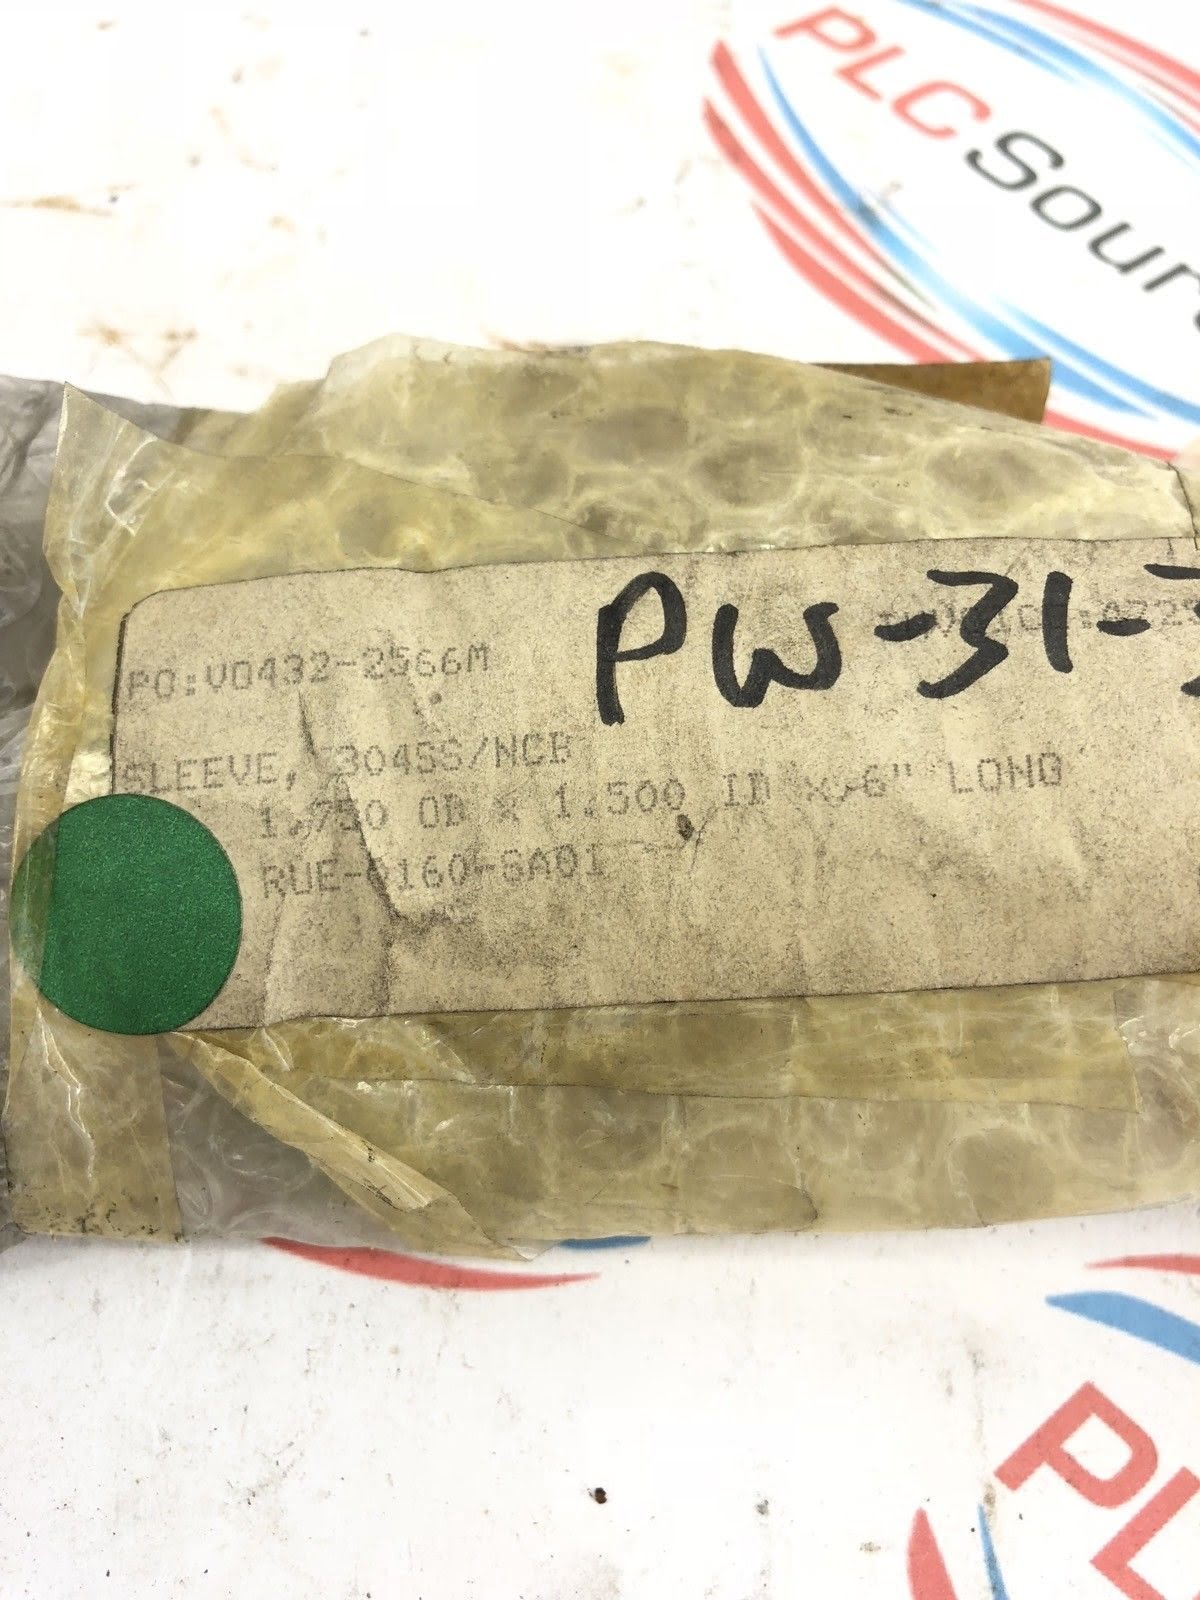 PLC Sour
PW-31-
PO:V0432-2566M
SLEEVE, 304SS/NCB
1.750 OD X 1.500 ID X 6" LONG
RUE-0160-SA01
PL